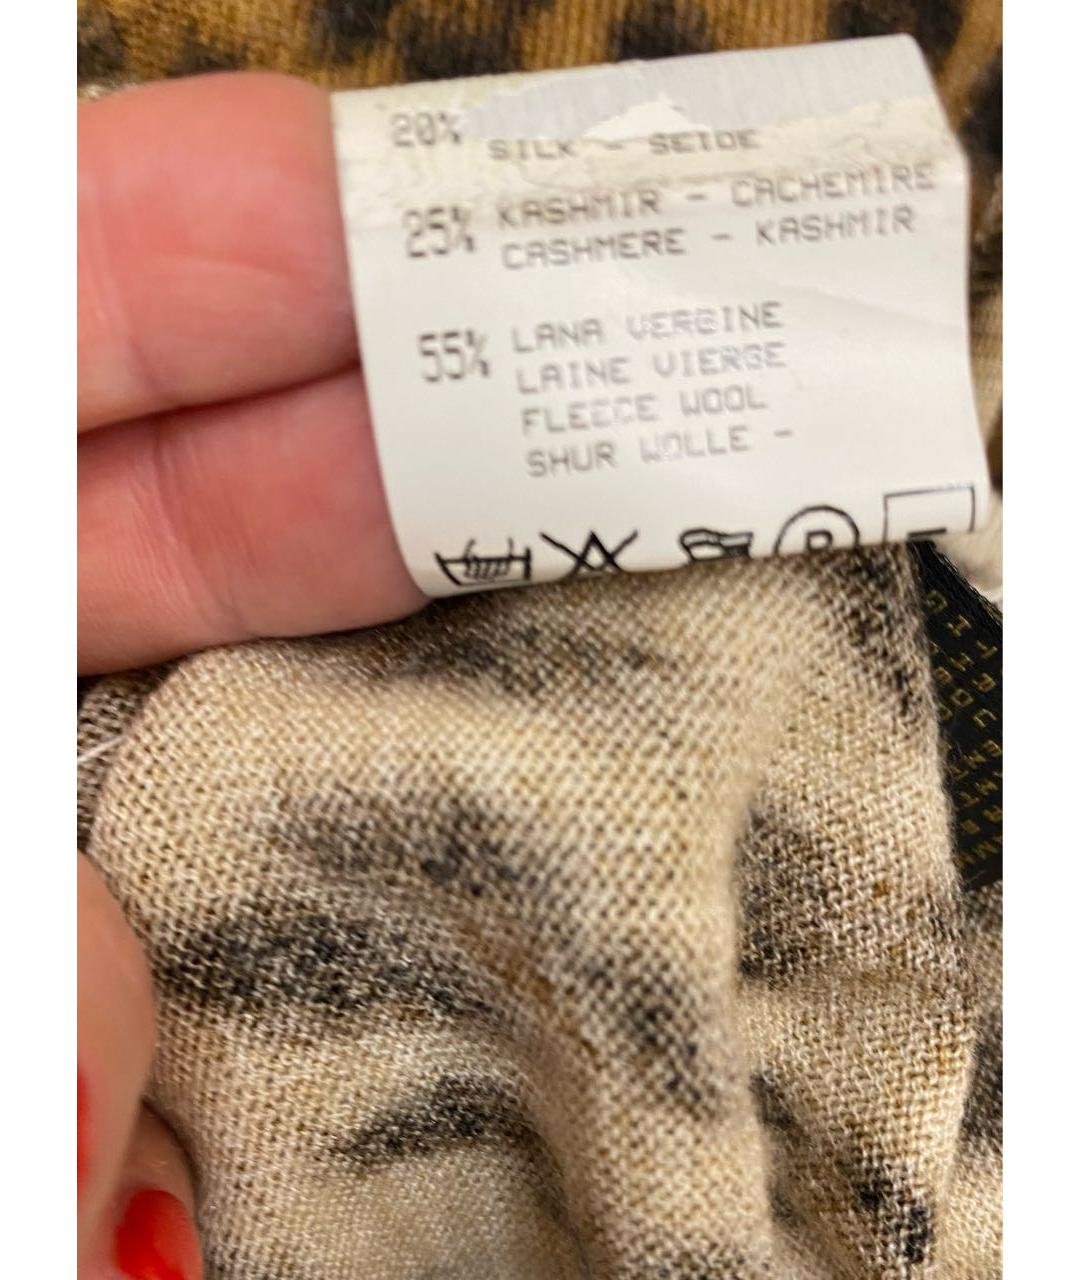 20%
SILK - SEIDE
25% KASHMIR - CACHEMIRE
CASHMERE - KASHMIR
55% LANA VERGINE
LAINE VIERGE
FLEECE WOOL
SHUR WOLLE -
P